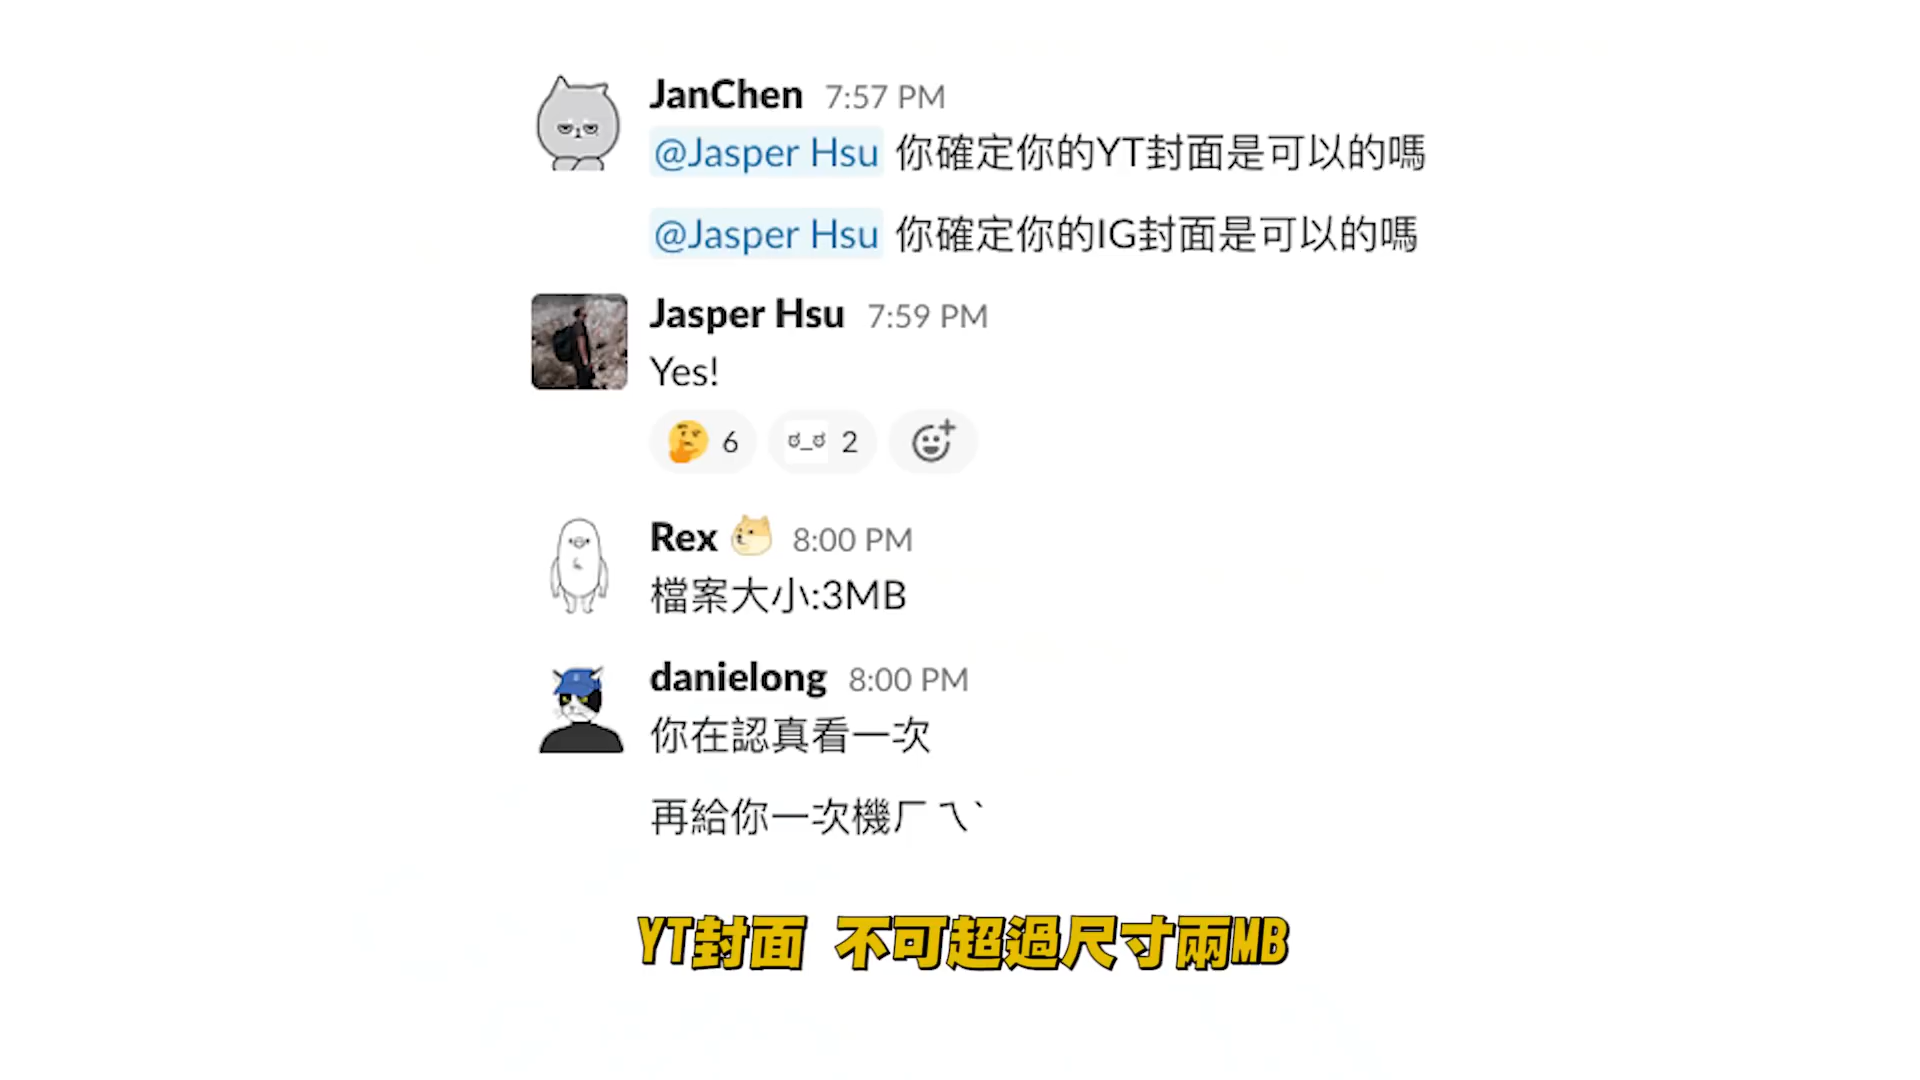 JanChen 7:57 PM
@Jasper Hsu 你確定你的YT封面是可以的嗎
@Jasper Hsu 你確定你的IG封面是可以的嗎
Jasper Hsu 7:59 PM
Yes!
6 ಠ_ಠ 2
Rex 8:00 PM
檔案大小:3MB
danielong 8:00 PM
你在認真看一次
再給你一次機ㄏㄟˋ
YT封面 不可超過尺寸兩MB